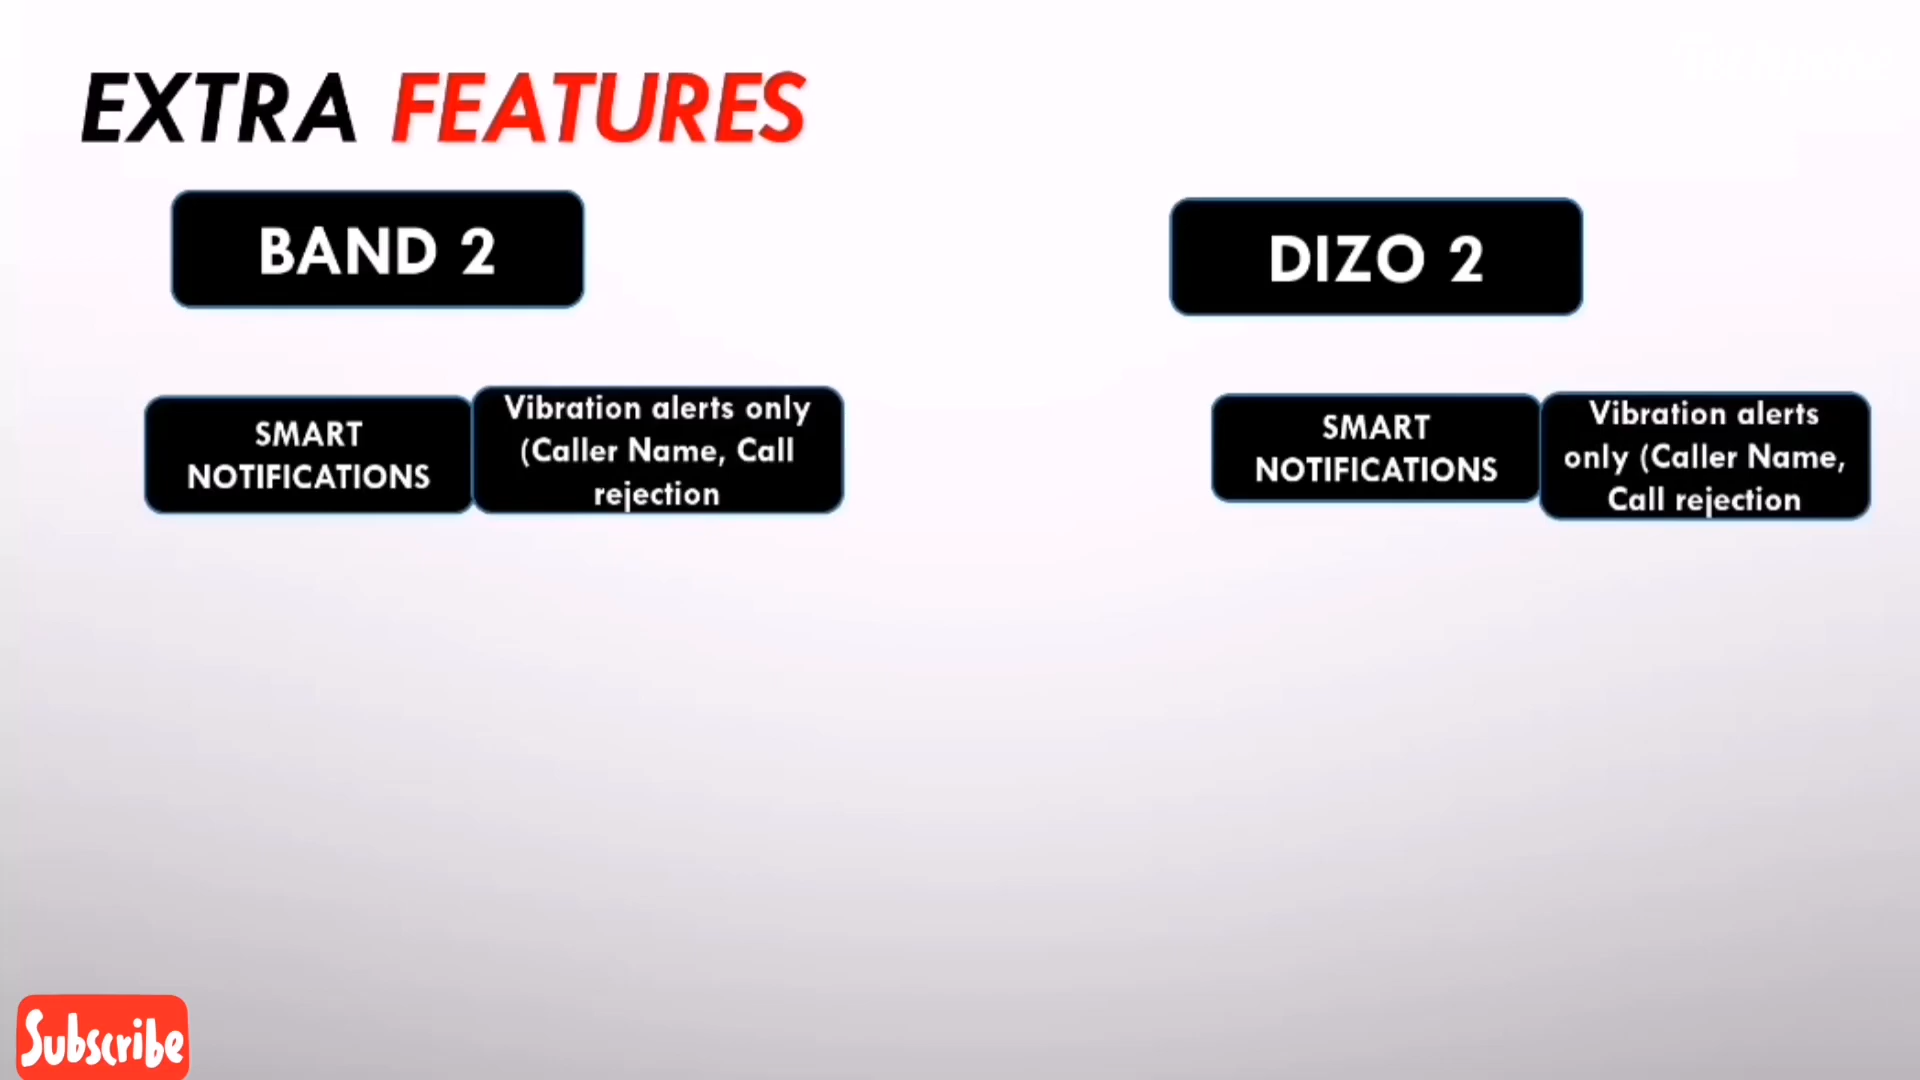 EXTRA FEATURES
BAND 2
DIZO 2
SMART
NOTIFICATIONS
Vibration alerts only
(Caller Name, Call
rejection
SMART
NOTIFICATIONS
Vibration alerts
only (Caller Name,
Call rejection
Subscribe